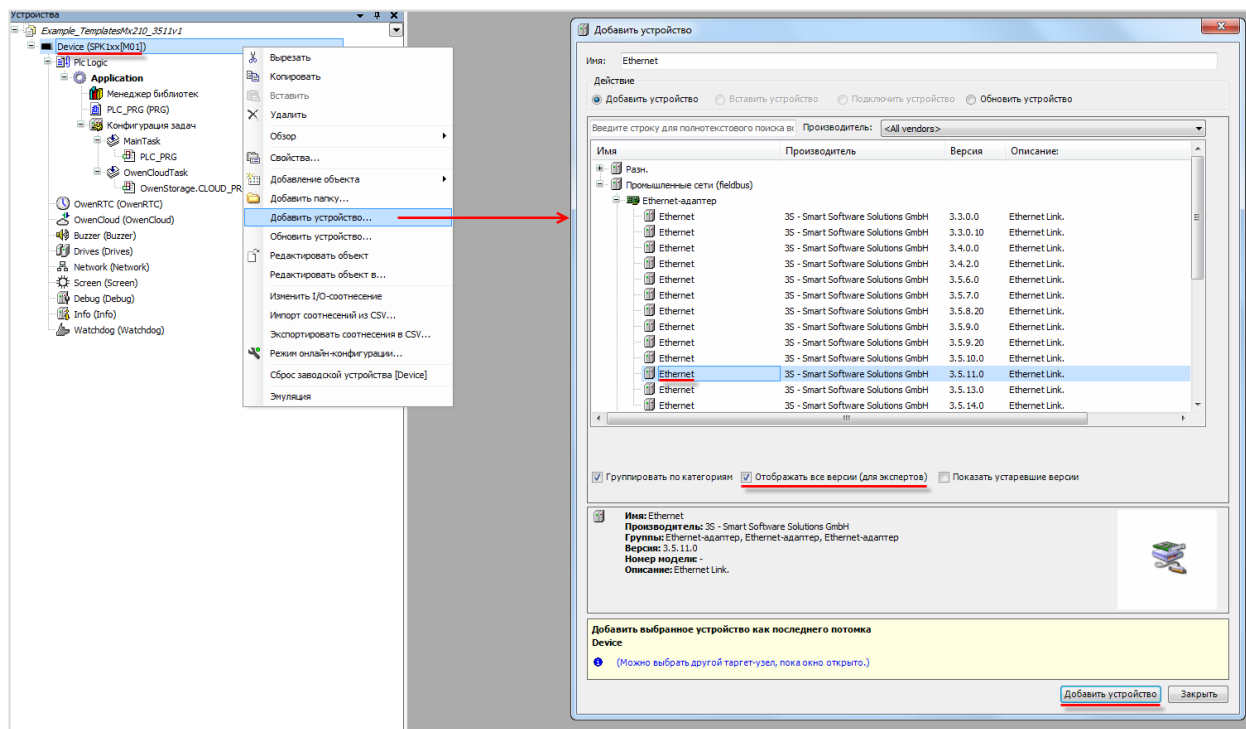 Устройства
Example_TemplatesMx210_3511v1
Device (SPK1xx[M01])
Plc Logic
Application
Менеджер библиотек
PLC_PRG (PRG)
Конфигурация задач
MainTask
PLC_PRG
OwenCloudTask
OwenStorage.CLOUD_PR
OwenRTC (OwenRTC)
OwenCloud (OwenCloud)
Buzzer (Buzzer)
Drives (Drives)
Network (Network)
Screen (Screen)
Debug (Debug)
Info (Info)
Watchdog (Watchdog)
Вырезать
Копировать
Вставить
Удалить
Обзор
Свойства...
Добавление объекта
Добавить папку...
Добавить устройство...
Обновить устройство...
Редактировать объект
Редактировать объект в...
Изменить I/O-соотнесение
Импорт соотнесений из CSV...
Экспортировать соотнесения в CSV...
Режим онлайн-конфигурации...
Сброс заводской устройства [Device]
Эмуляция
Добавить устройство
Имя: Ethernet
Действие
Добавить устройство Вставить устройство Подключить устройство Обновить устройство
Введите строку для полнотекстового поиска вс Производитель: <All vendors>
Имя Производитель Версия Описание:
Разн.
Промышленные сети (fieldbus)
Ethernet-адаптер
Ethernet 3S - Smart Software Solutions GmbH 3.3.0.0 Ethernet Link.
Ethernet 3S - Smart Software Solutions GmbH 3.3.0.10 Ethernet Link.
Ethernet 3S - Smart Software Solutions GmbH 3.4.0.0 Ethernet Link.
Ethernet 3S - Smart Software Solutions GmbH 3.4.2.0 Ethernet Link.
Ethernet 3S - Smart Software Solutions GmbH 3.5.6.0 Ethernet Link.
Ethernet 3S - Smart Software Solutions GmbH 3.5.7.0 Ethernet Link.
Ethernet 3S - Smart Software Solutions GmbH 3.5.8.20 Ethernet Link.
Ethernet 3S - Smart Software Solutions GmbH 3.5.9.0 Ethernet Link.
Ethernet 3S - Smart Software Solutions GmbH 3.5.9.20 Ethernet Link.
Ethernet 3S - Smart Software Solutions GmbH 3.5.10.0 Ethernet Link.
Ethernet 3S - Smart Software Solutions GmbH 3.5.11.0 Ethernet Link.
Ethernet 3S - Smart Software Solutions GmbH 3.5.13.0 Ethernet Link.
Ethernet 3S - Smart Software Solutions GmbH 3.5.14.0 Ethernet Link.
Группировать по категориям Отображать все версии (для экспертов) Показать устаревшие версии
Имя: Ethernet
Производитель: 3S - Smart Software Solutions GmbH
Группы: Ethernet-адаптер, Ethernet-адаптер, Ethernet-адаптер
Версия: 3.5.11.0
Номер модели: -
Описание: Ethernet Link.
Добавить выбранное устройство как последнего потомка
Device
(Можно выбрать другой таргет-узел, пока окно открыто.)
Добавить устройство Закрыть